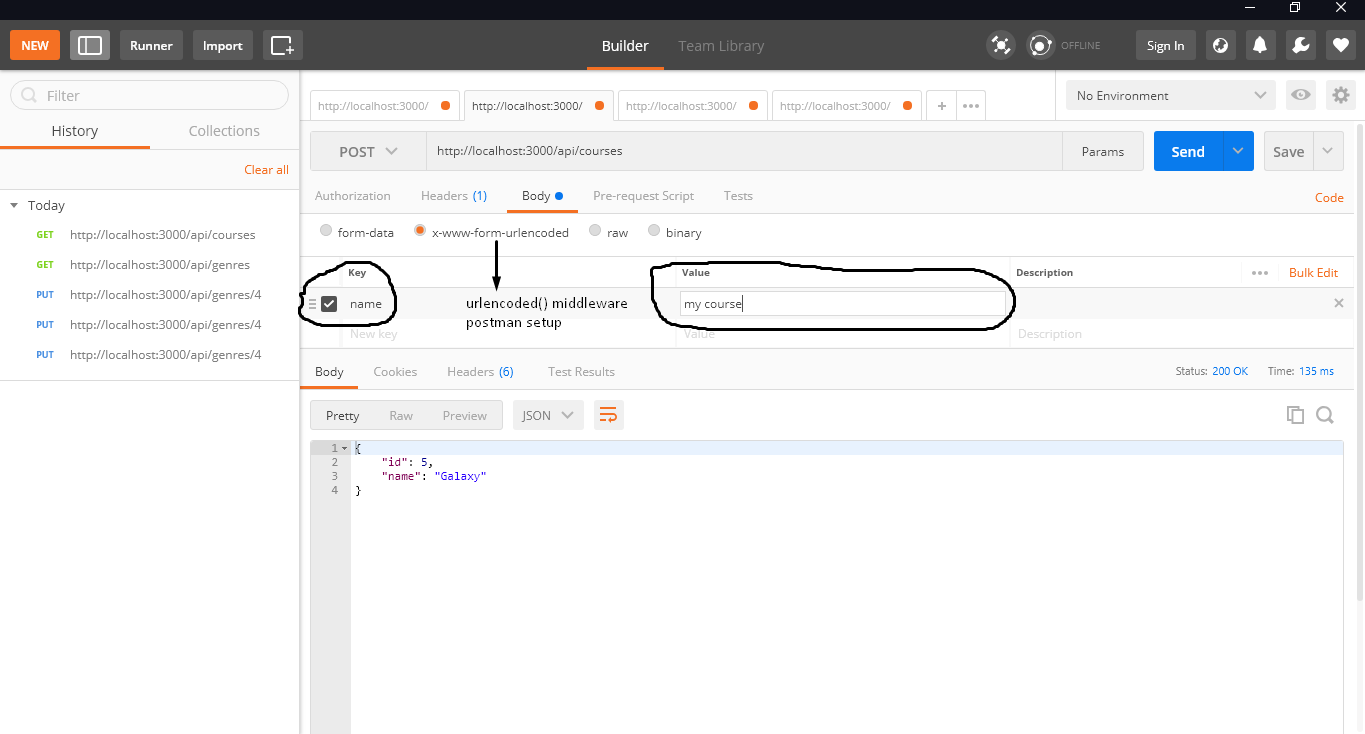 NEW Runner Import Builder Team Library OFFLINE Sign In
Filter
History Collections
Clear all
Today
GET http://localhost:3000/api/courses
GET http://localhost:3000/api/genres
PUT http://localhost:3000/api/genres/4
PUT http://localhost:3000/api/genres/4
PUT http://localhost:3000/api/genres/4
http://localhost:3000/ http://localhost:3000/ http://localhost:3000/ http://localhost:3000/ + ••• No Environment
POST http://localhost:3000/api/courses Params Send Save
Authorization Headers (1) Body Pre-request Script Tests Code
form-data x-www-form-urlencoded raw binary
Key Value Description ••• Bulk Edit
name my course
urlencoded() middleware
postman setup
New key Value Description
Body Cookies Headers (6) Test Results Status: 200 OK Time: 135 ms
Pretty Raw Preview JSON
1 {
2 "id": 5,
3 "name": "Galaxy"
4 }